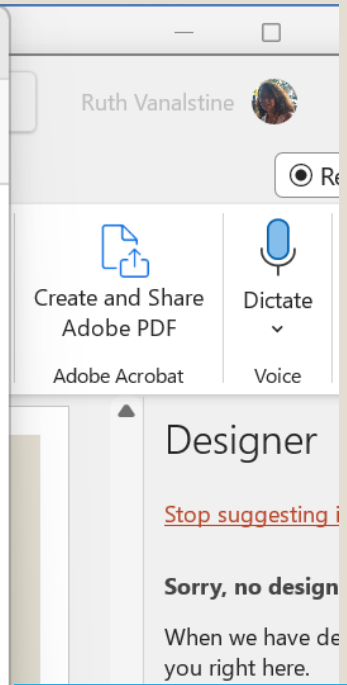 Ruth Vanalstine
Create and Share
Adobe PDF
Dictate
Adobe Acrobat
Voice
Designer
Stop suggesting
Sorry, no design
When we have
you right here.